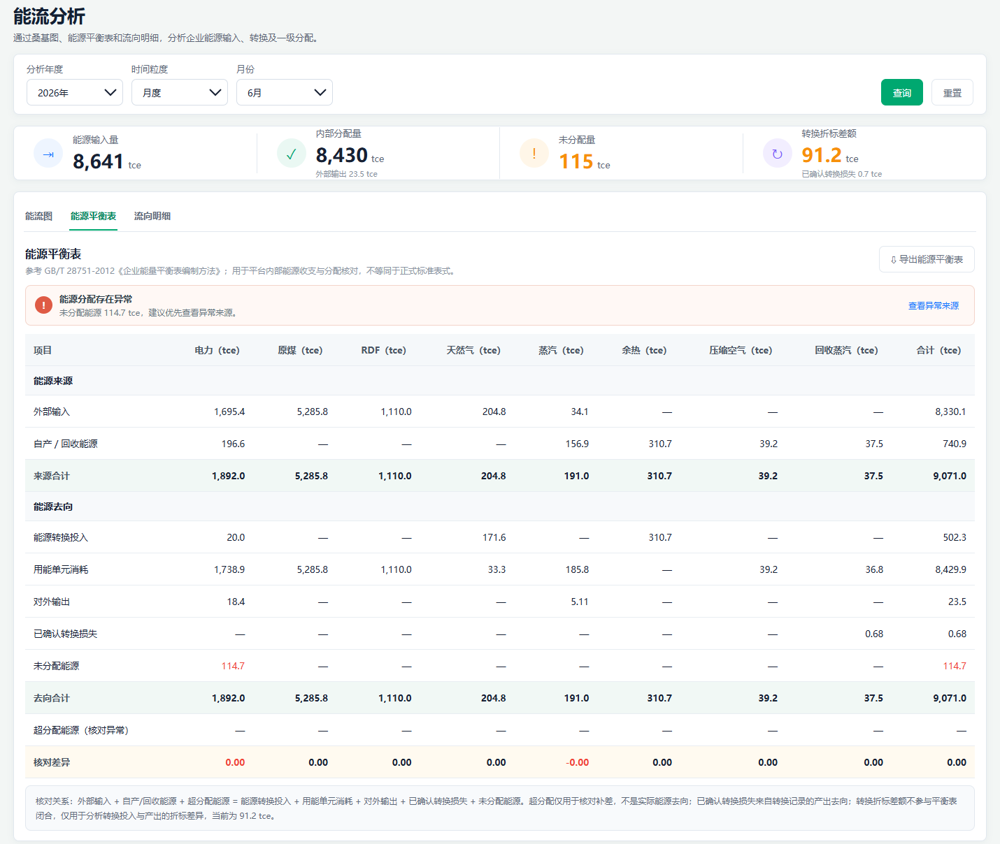 能流分析
通过桑基图、能源平衡表和流向明细，分析企业能源输入、转换及一级分配。
分析年度 时间粒度 月份
2026年 月度 6月 查询 重置
能源输入量
8,641 tce
内部分配量
8,430 tce
外部输出 23.5 tce
未分配量
115 tce
转换折标差额
91.2 tce
已确认转换损失 0.7 tce
能流图 能源平衡表 流向明细
能源平衡表
参考 GB/T 28751-2012《企业能量平衡表编制方法》；用于平台内部能源收支与分配核对，不等同于正式标准表式。
⇩ 导出能源平衡表
能源分配存在异常
未分配能源 114.7 tce，建议优先查看异常来源。
查看异常来源
项目 电力（tce） 原煤（tce） RDF（tce） 天然气（tce） 蒸汽（tce） 余热（tce） 压缩空气（tce） 回收蒸汽（tce） 合计（tce）
能源来源
外部输入 1,695.4 5,285.8 1,110.0 204.8 34.1 — — — 8,330.1
自产 / 回收能源 196.6 — — — 156.9 310.7 39.2 37.5 740.9
来源合计 1,892.0 5,285.8 1,110.0 204.8 191.0 310.7 39.2 37.5 9,071.0
能源去向
能源转换投入 20.0 — — 171.6 — 310.7 — — 502.3
用能单元消耗 1,738.9 5,285.8 1,110.0 33.3 185.8 — 39.2 36.8 8,429.9
对外输出 18.4 — — — 5.11 — — — 23.5
已确认转换损失 — — — — — — — 0.68 0.68
未分配能源 114.7 — — — — — — — 114.7
去向合计 1,892.0 5,285.8 1,110.0 204.8 191.0 310.7 39.2 37.5 9,071.0
超分配能源（核对异常） — — — — — — — — —
核对差异 0.00 0.00 0.00 0.00 -0.00 0.00 0.00 0.00 0.00
核对关系：外部输入 + 自产/回收能源 + 超分配能源 = 能源转换投入 + 用能单元消耗 + 对外输出 + 已确认转换损失 + 未分配能源。超分配仅用于核对补差，不是实际能源去向；已确认转换损失来自转换记录的产出去向；转换折标差额不参与平衡表
闭合，仅用于分析转换投入与产出的折标差异，当前为 91.2 tce。